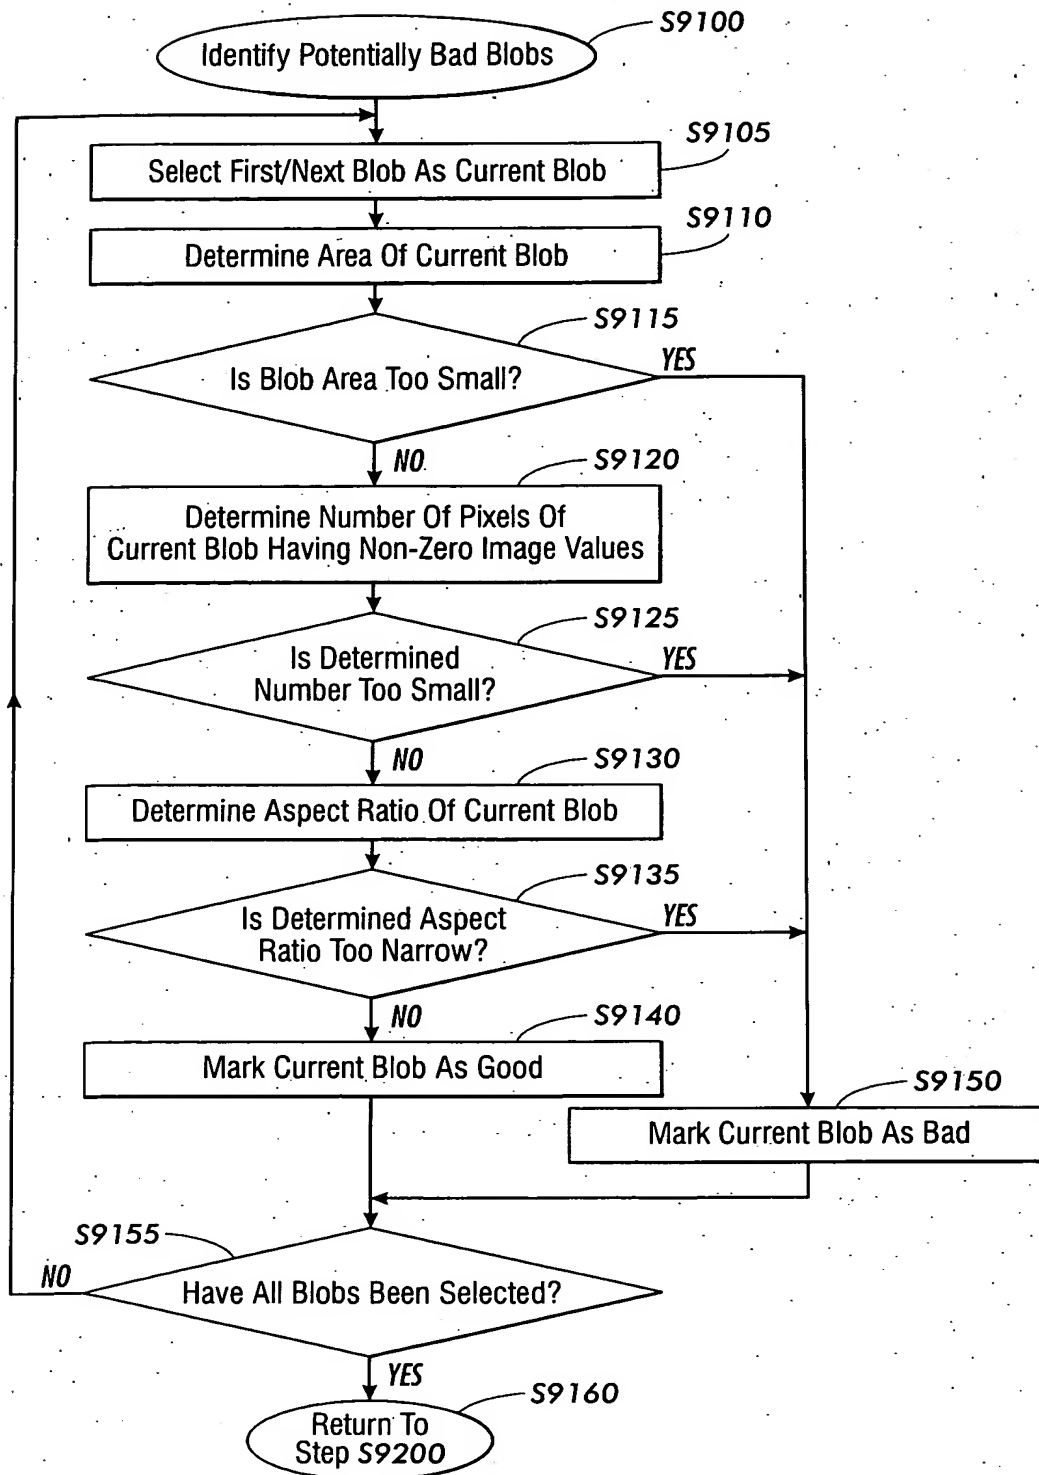 S9100
Identify Potentially Bad Blobs
S9105
Select First/Next Blob As Current Blob
S9110
Determine Area Of Current Blob
S9115
Is Blob Area Too Small?
YES
NO
S9120
Determine Number Of Pixels Of
Current Blob Having Non-Zero Image Values
S9125
Is Determined
Number Too Small?
YES
NO
S9130
Determine Aspect Ratio Of Current Blob
S9135
Is Determined Aspect
Ratio Too Narrow?
YES
NO
S9140
Mark Current Blob As Good
S9150
Mark Current Blob As Bad
S9155
NO
Have All Blobs Been Selected?
YES
S9160
Return To
Step S9200